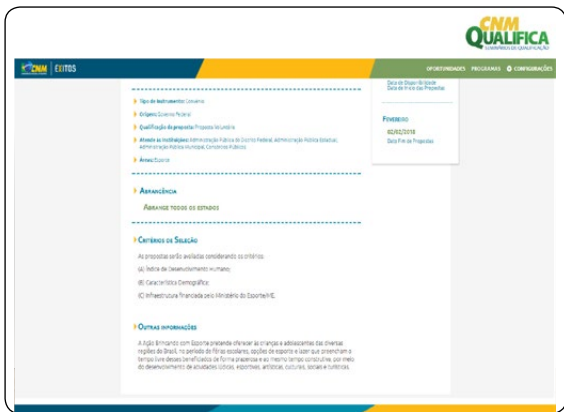 CNM
QUALIFICA
SEMINÁRIOS DE QUALIFICAÇÃO
CNM | ÊXITOS
OPORTUNIDADES PROGRAMAS CONFIGURAÇÕES
Tipo de Instrumento: Convênio
Origem: Governo Federal
Qualificação da proposta: Proposta Voluntária
Atende às Instituições: Administração Pública do Distrito Federal, Administração Pública Estadual,
Administração Pública Municipal, Consórcios Públicos
Áreas: Esporte
Data de Disponibilidade
Data de Início das Propostas
FEVEREIRO
02/02/2018
Data Fim de Propostas
ABRANGÊNCIA
ABRANGE TODOS OS ESTADOS
CRITÉRIOS DE SELEÇÃO
As propostas serão avaliadas considerando os critérios:
(A) Índice de Desenvolvimento Humano;
(B) Característica Demográfica;
(C) Infraestrutura financiada pelo Ministério do Esporte/ME.
OUTRAS INFORMAÇÕES
A Ação Brincando com Esporte pretende oferecer às crianças e adolescentes das diversas
regiões do Brasil, no período de férias escolares, opções de esporte e lazer que preencham o
tempo livre desses beneficiados de forma prazerosa e ao mesmo tempo construtiva, por meio
do desenvolvimento de atividades lúdicas, esportivas, artísticas, culturais, sociais e turísticas.